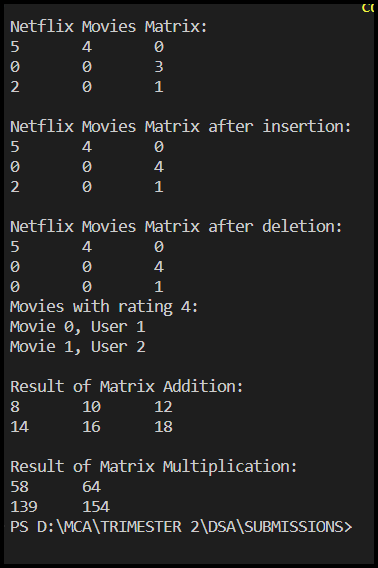 Netflix Movies Matrix:
5 4 0
0 0 3
2 0 1
Netflix Movies Matrix after insertion:
5 4 0
0 0 4
2 0 1
Netflix Movies Matrix after deletion:
5 4 0
0 0 4
0 0 1
Movies with rating 4:
Movie 0, User 1
Movie 1, User 2
Result of Matrix Addition:
8 10 12
14 16 18
Result of Matrix Multiplication:
58 64
139 154
PS D:\MCA\TRIMESTER 2\DSA\SUBMISSIONS>